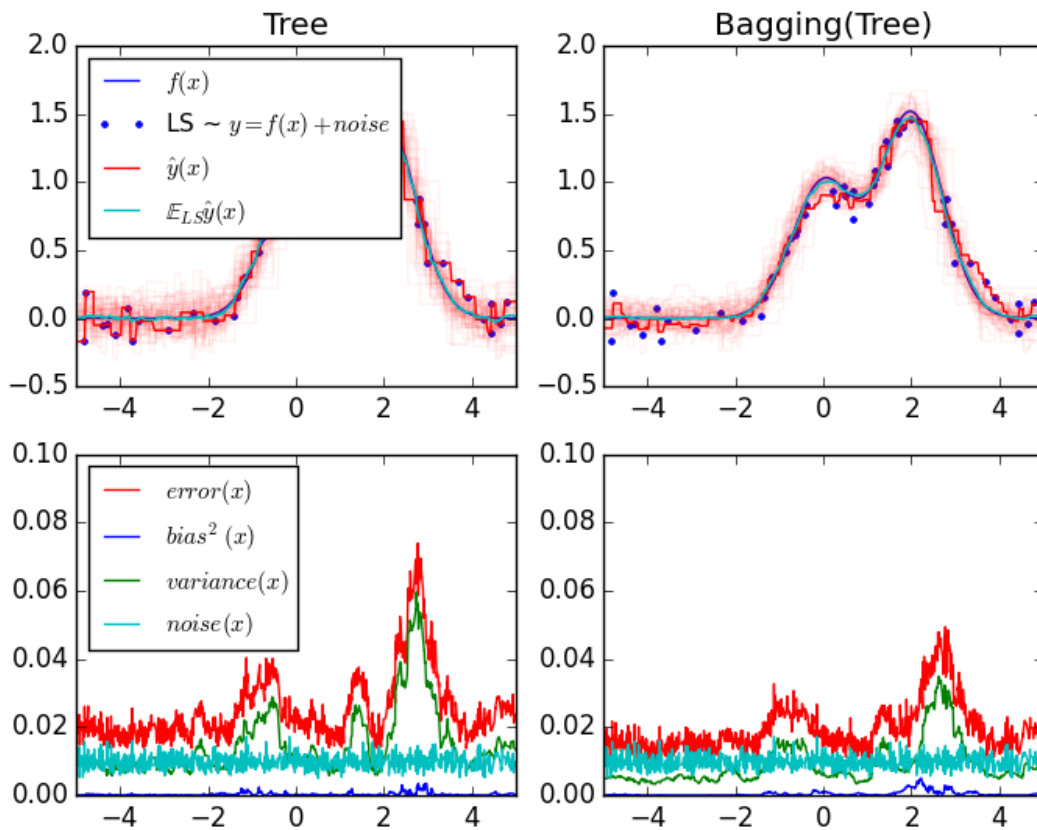 Tree
Bagging(Tree)
2.0
1.5
1.0
0.5
0.0
−0.5
f(x)
LS ~ y = f(x) + noise
ŷ(x)
𝔼_{LS} ŷ(x)
−4 −2 0 2 4
2.0
1.5
1.0
0.5
0.0
−0.5
−4 −2 0 2 4
0.10
0.08
0.06
0.04
0.02
0.00
error(x)
bias² (x)
variance(x)
noise(x)
−4 −2 0 2 4
0.10
0.08
0.06
0.04
0.02
0.00
−4 −2 0 2 4